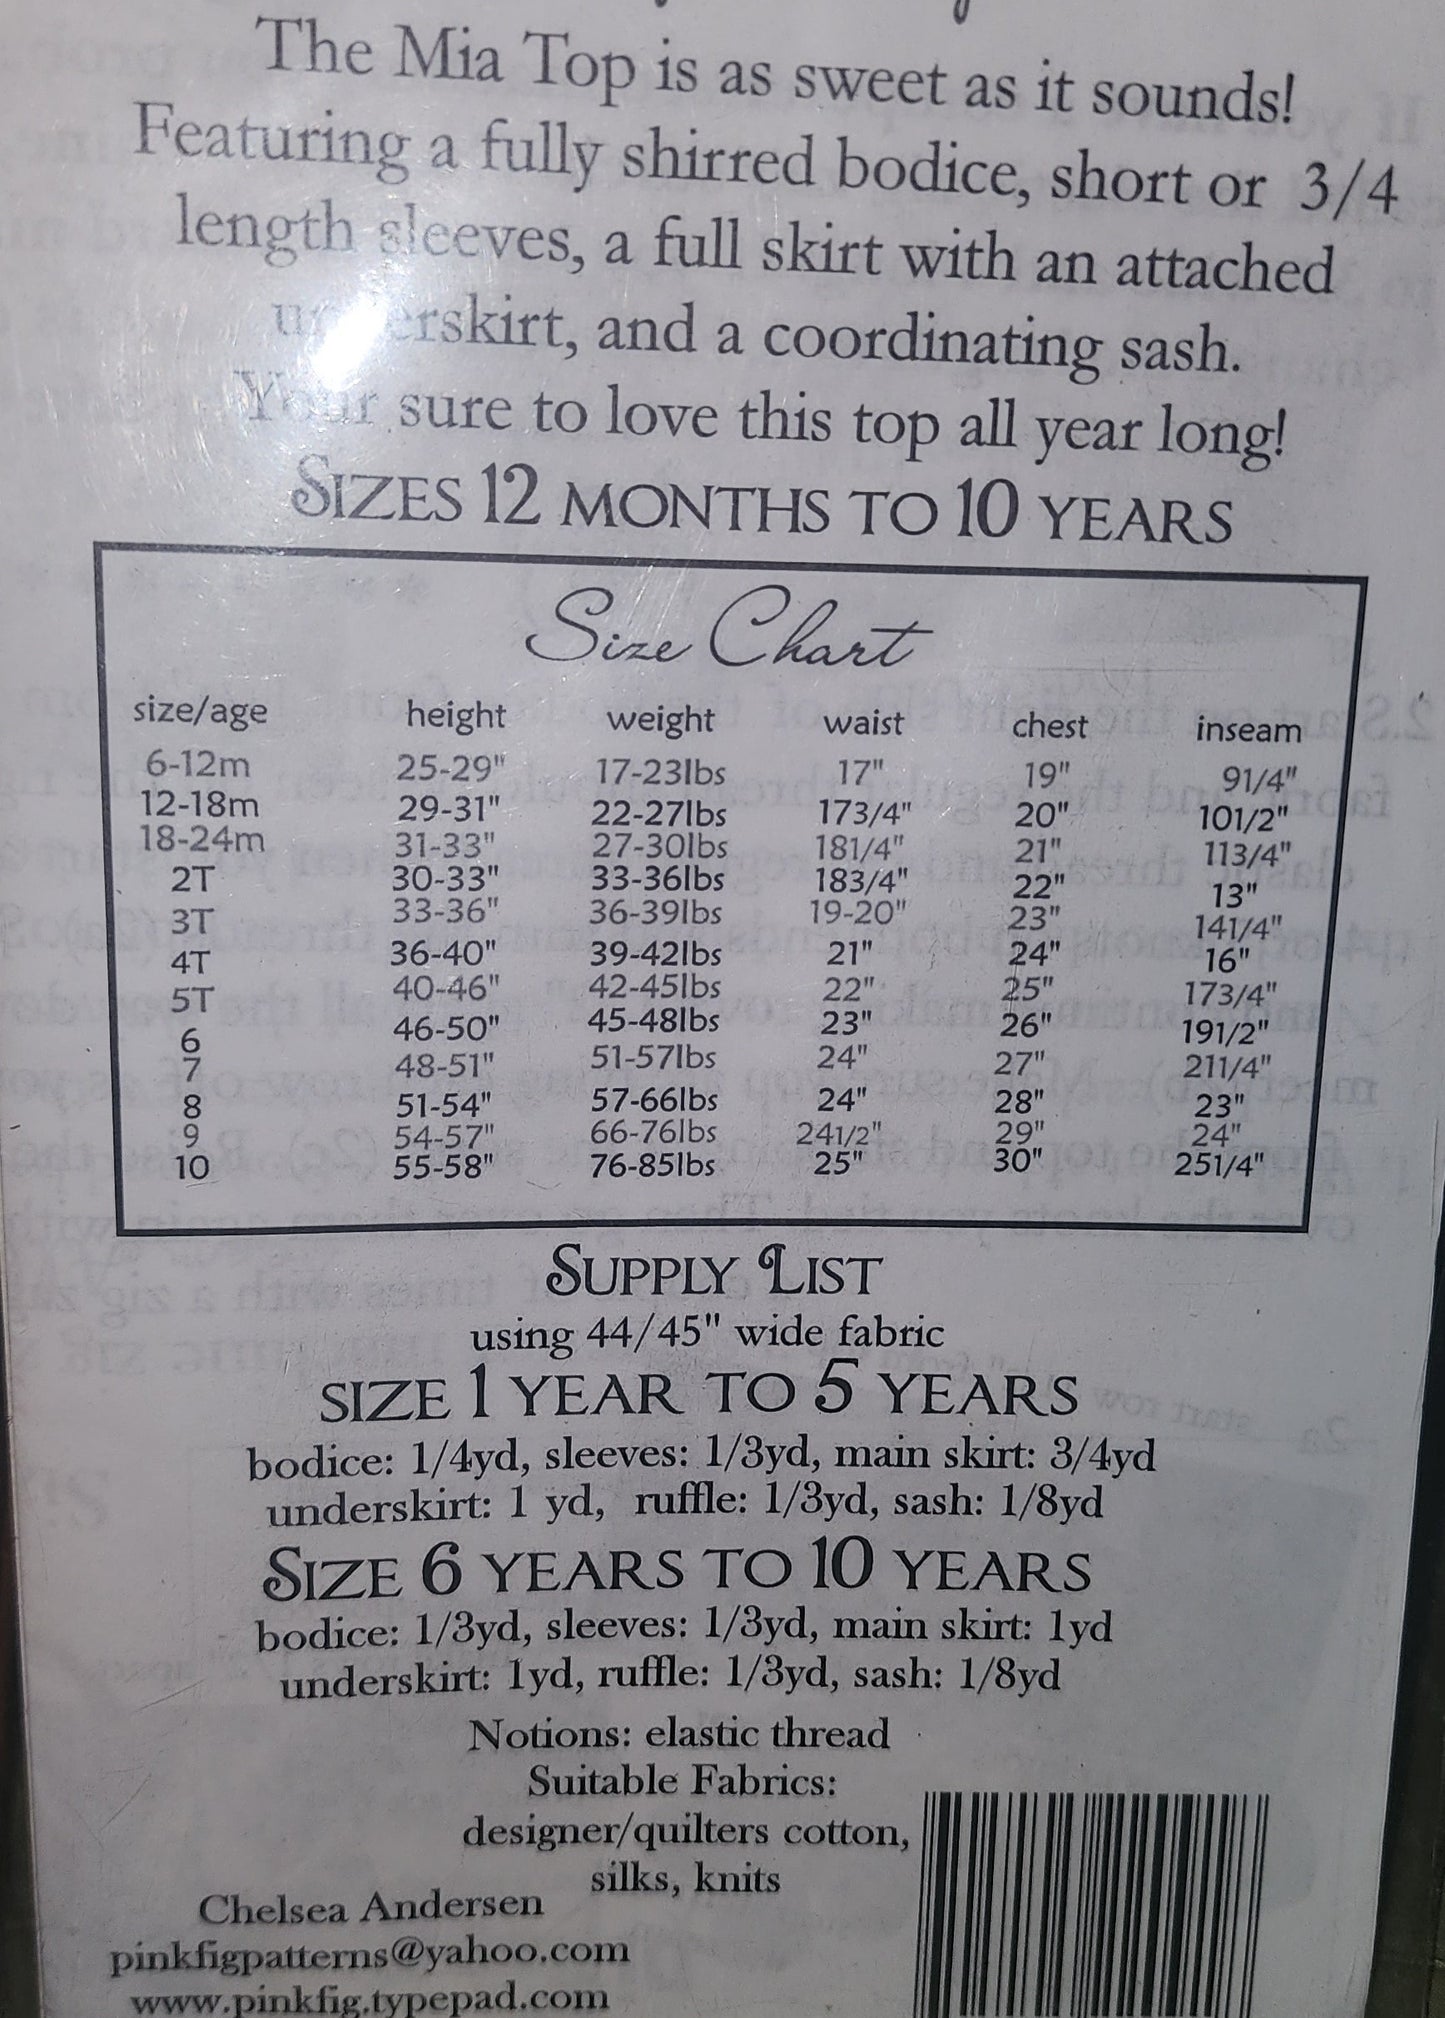 The Mia Top is as sweet as it sounds!
Featuring a fully shirred bodice, short or 3/4
length sleeves, a full skirt with an attached
underskirt, and a coordinating sash.
Your sure to love this top all year long!
SIZES 12 MONTHS TO 10 YEARS
Size Chart
size/age height weight waist chest inseam
6-12m 25-29" 17-23lbs 17" 19" 91/4"
12-18m 29-31" 22-27lbs 173/4" 20" 101/2"
18-24m 31-33" 27-30lbs 181/4" 21" 113/4"
2T 30-33" 33-36lbs 183/4" 22" 13"
3T 33-36" 36-39lbs 19-20" 23" 141/4"
4T 36-40" 39-42lbs 21" 24" 16"
5T 40-46" 42-45lbs 22" 25" 173/4"
6 46-50" 45-48lbs 23" 26" 191/2"
7 48-51" 51-57lbs 24" 27" 211/4"
8 51-54" 57-66lbs 24" 28" 23"
9 54-57" 66-76lbs 241/2" 29" 24"
10 55-58" 76-85lbs 25" 30" 251/4"
SUPPLY LIST
using 44/45" wide fabric
SIZE 1 YEAR TO 5 YEARS
bodice: 1/4yd, sleeves: 1/3yd, main skirt: 3/4yd
underskirt: 1 yd, ruffle: 1/3yd, sash: 1/8yd
SIZE 6 YEARS TO 10 YEARS
bodice: 1/3yd, sleeves: 1/3yd, main skirt: 1yd
underskirt: 1yd, ruffle: 1/3yd, sash: 1/8yd
Notions: elastic thread
Suitable Fabrics:
designer/quilters cotton,
silks, knits
Chelsea Andersen
pinkfigpatterns@yahoo.com
www.pinkfig.typepad.com